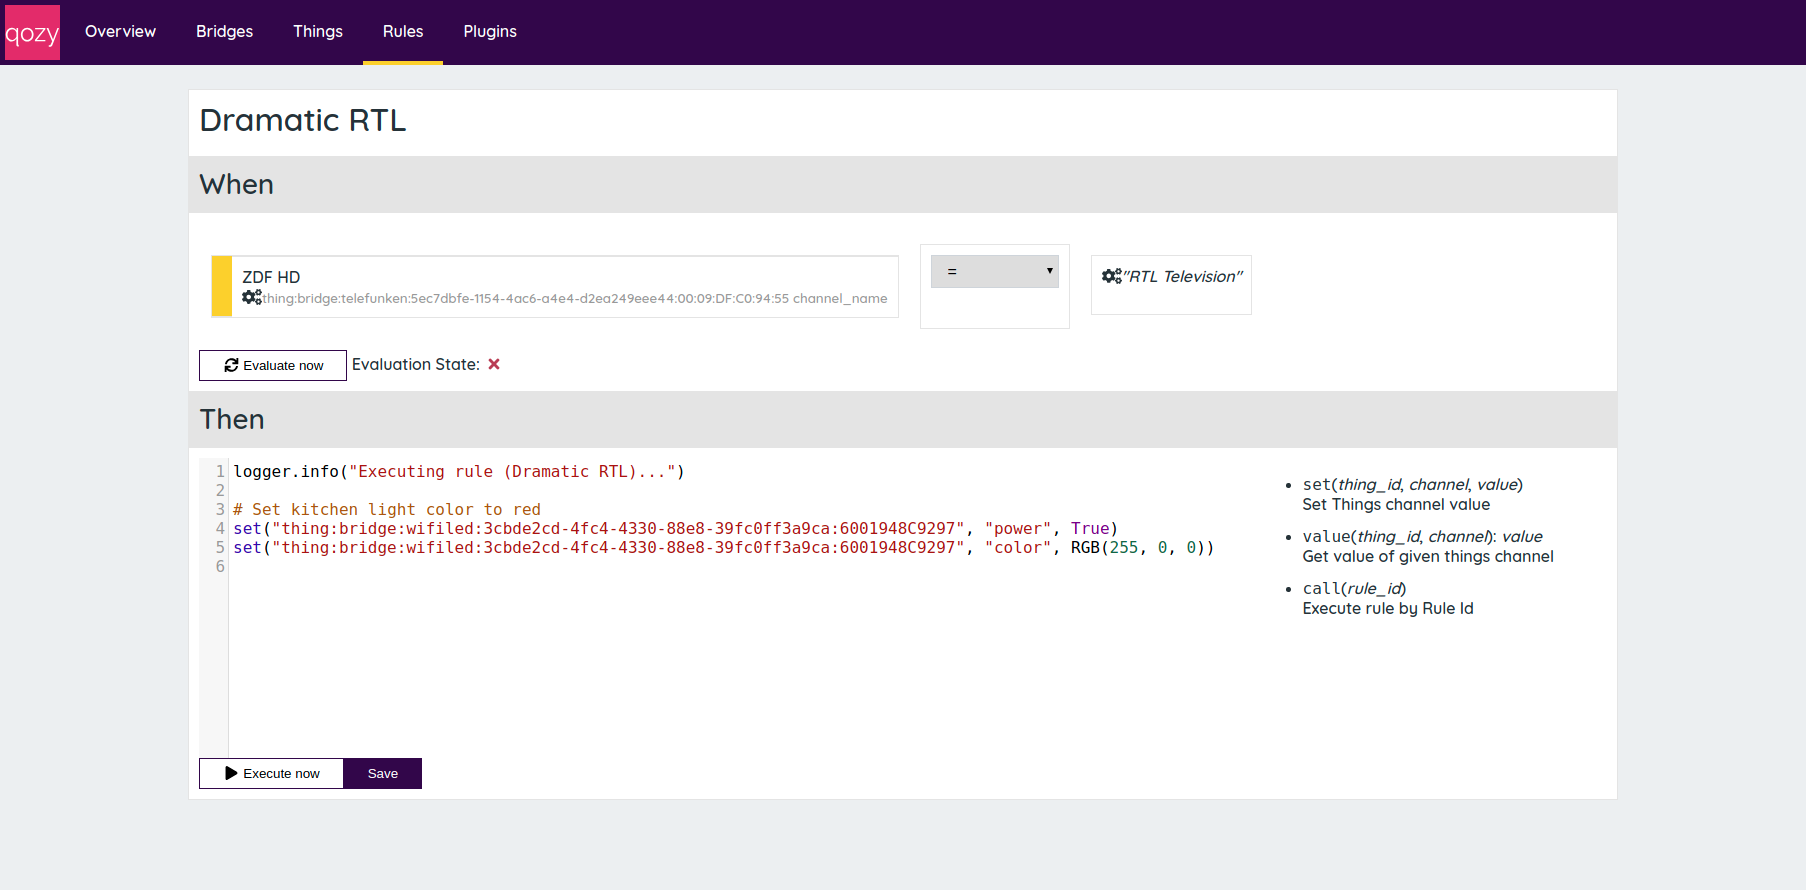 qozy
Overview Bridges Things Rules Plugins
Dramatic RTL
When
ZDF HD
thing:bridge:telefunken:5ec7dbfe-1154-4ac6-a4e4-d2ea249eee44:00:09:DF:C0:94:55 channel_name
=
"RTL Television"
Evaluate now Evaluation State:
Then
1 logger.info("Executing rule (Dramatic RTL)...")
2
3 # Set kitchen light color to red
4 set("thing:bridge:wifiled:3cbde2cd-4fc4-4330-88e8-39fc0ff3a9ca:6001948C9297", "power", True)
5 set("thing:bridge:wifiled:3cbde2cd-4fc4-4330-88e8-39fc0ff3a9ca:6001948C9297", "color", RGB(255, 0, 0))
6
• set(thing_id, channel, value)
Set Things channel value
• value(thing_id, channel): value
Get value of given things channel
• call(rule_id)
Execute rule by Rule Id
Execute now Save